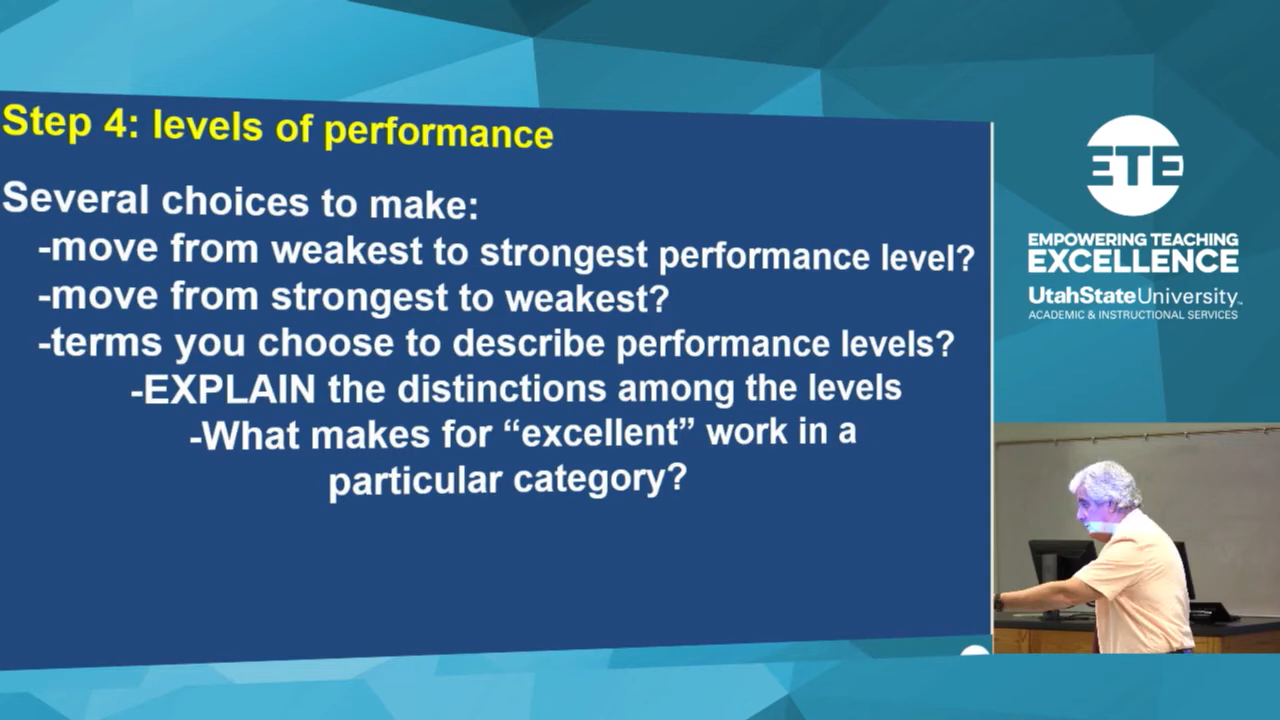 Step 4: levels of performance
Several choices to make:
-move from weakest to strongest performance level?
-move from strongest to weakest?
-terms you choose to describe performance levels?
-EXPLAIN the distinctions among the levels
-What makes for “excellent” work in a
particular category?
ETE
EMPOWERING TEACHING
EXCELLENCE
UtahStateUniversity™
ACADEMIC & INSTRUCTIONAL SERVICES